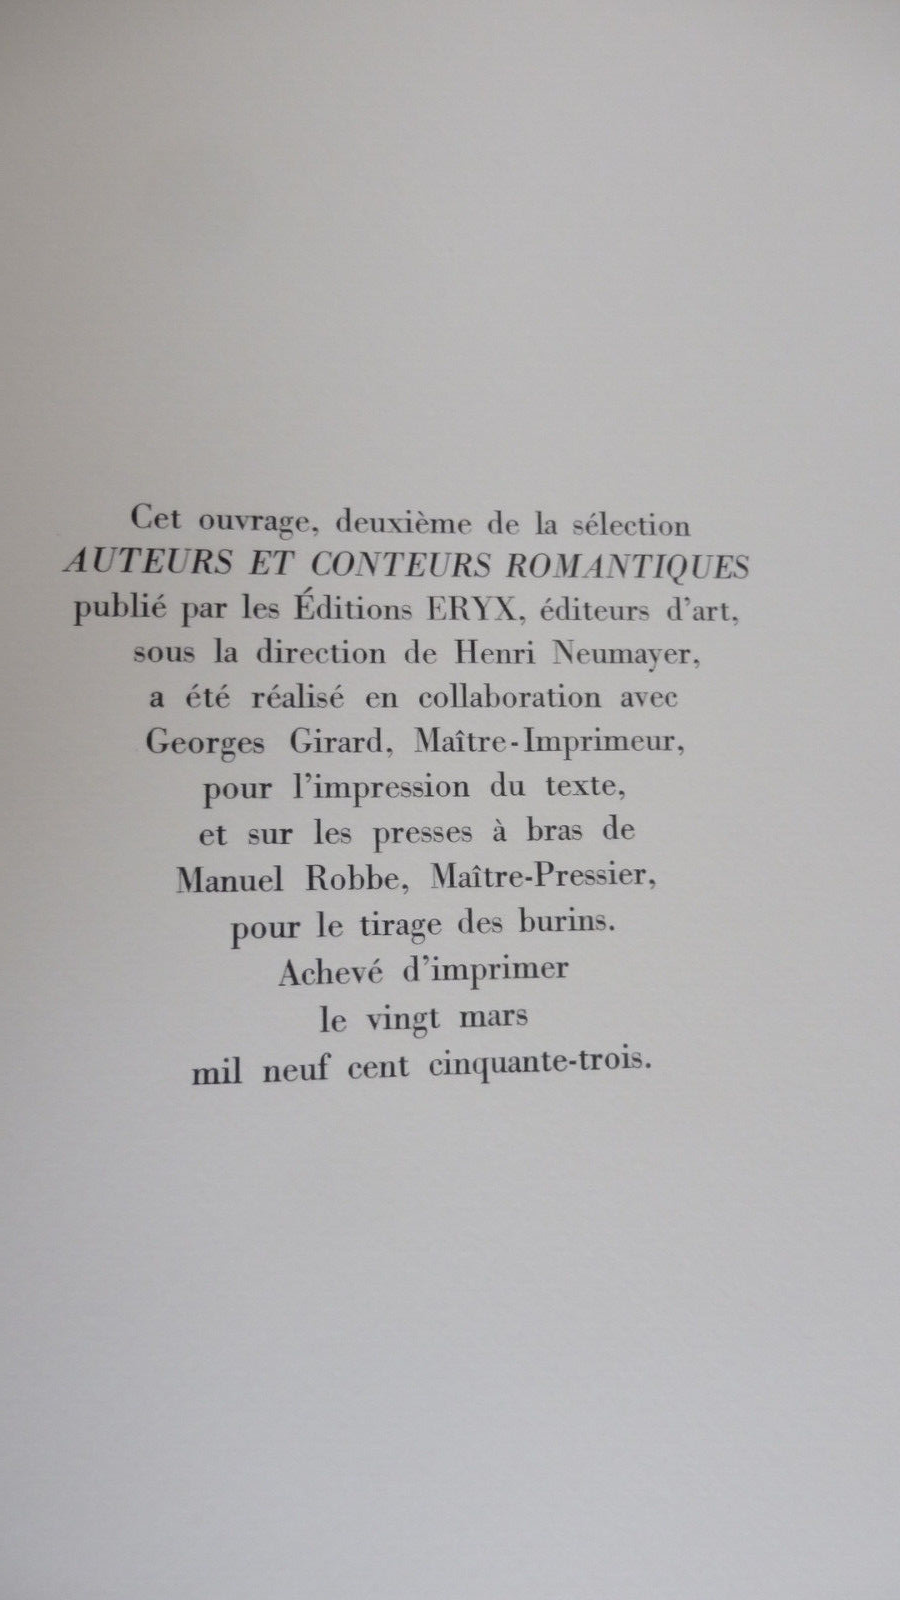 Cet ouvrage, deuxième de la sélection
AUTEURS ET CONTEURS ROMANTIQUES
publié par les Éditions ERYX, éditeurs d'art,
sous la direction de Henri Neumayer,
a été réalisé en collaboration avec
Georges Girard, Maître-Imprimeur,
pour l'impression du texte,
et sur les presses à bras de
Manuel Robbe, Maître-Pressier,
pour le tirage des burins.
Achevé d'imprimer
le vingt mars
mil neuf cent cinquante-trois.